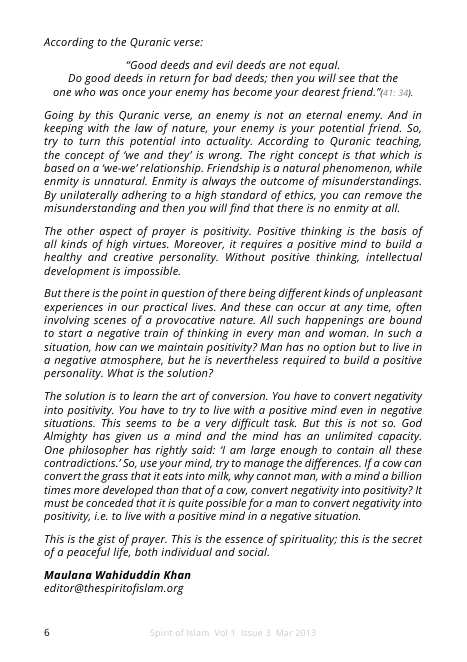 According to the Quranic verse:
“Good deeds and evil deeds are not equal.
Do good deeds in return for bad deeds; then you will see that the
one who was once your enemy has become your dearest friend.”(41: 34).
Going by this Quranic verse, an enemy is not an eternal enemy. And in
keeping with the law of nature, your enemy is your potential friend. So,
try to turn this potential into actuality. According to Quranic teaching,
the concept of ‘we and they’ is wrong. The right concept is that which is
based on a ‘we-we’ relationship. Friendship is a natural phenomenon, while
enmity is unnatural. Enmity is always the outcome of misunderstandings.
By unilaterally adhering to a high standard of ethics, you can remove the
misunderstanding and then you will find that there is no enmity at all.
The other aspect of prayer is positivity. Positive thinking is the basis of
all kinds of high virtues. Moreover, it requires a positive mind to build a
healthy and creative personality. Without positive thinking, intellectual
development is impossible.
But there is the point in question of there being different kinds of unpleasant
experiences in our practical lives. And these can occur at any time, often
involving scenes of a provocative nature. All such happenings are bound
to start a negative train of thinking in every man and woman. In such a
situation, how can we maintain positivity? Man has no option but to live in
a negative atmosphere, but he is nevertheless required to build a positive
personality. What is the solution?
The solution is to learn the art of conversion. You have to convert negativity
into positivity. You have to try to live with a positive mind even in negative
situations. This seems to be a very difficult task. But this is not so. God
Almighty has given us a mind and the mind has an unlimited capacity.
One philosopher has rightly said: ‘I am large enough to contain all these
contradictions.’ So, use your mind, try to manage the differences. If a cow can
convert the grass that it eats into milk, why cannot man, with a mind a billion
times more developed than that of a cow, convert negativity into positivity? It
must be conceded that it is quite possible for a man to convert negativity into
positivity, i.e. to live with a positive mind in a negative situation.
This is the gist of prayer. This is the essence of spirituality; this is the secret
of a peaceful life, both individual and social.
Maulana Wahiduddin Khan
editor@thespiritofislam.org
6 Spirit of Islam Vol 1 Issue 3 Mar 2013